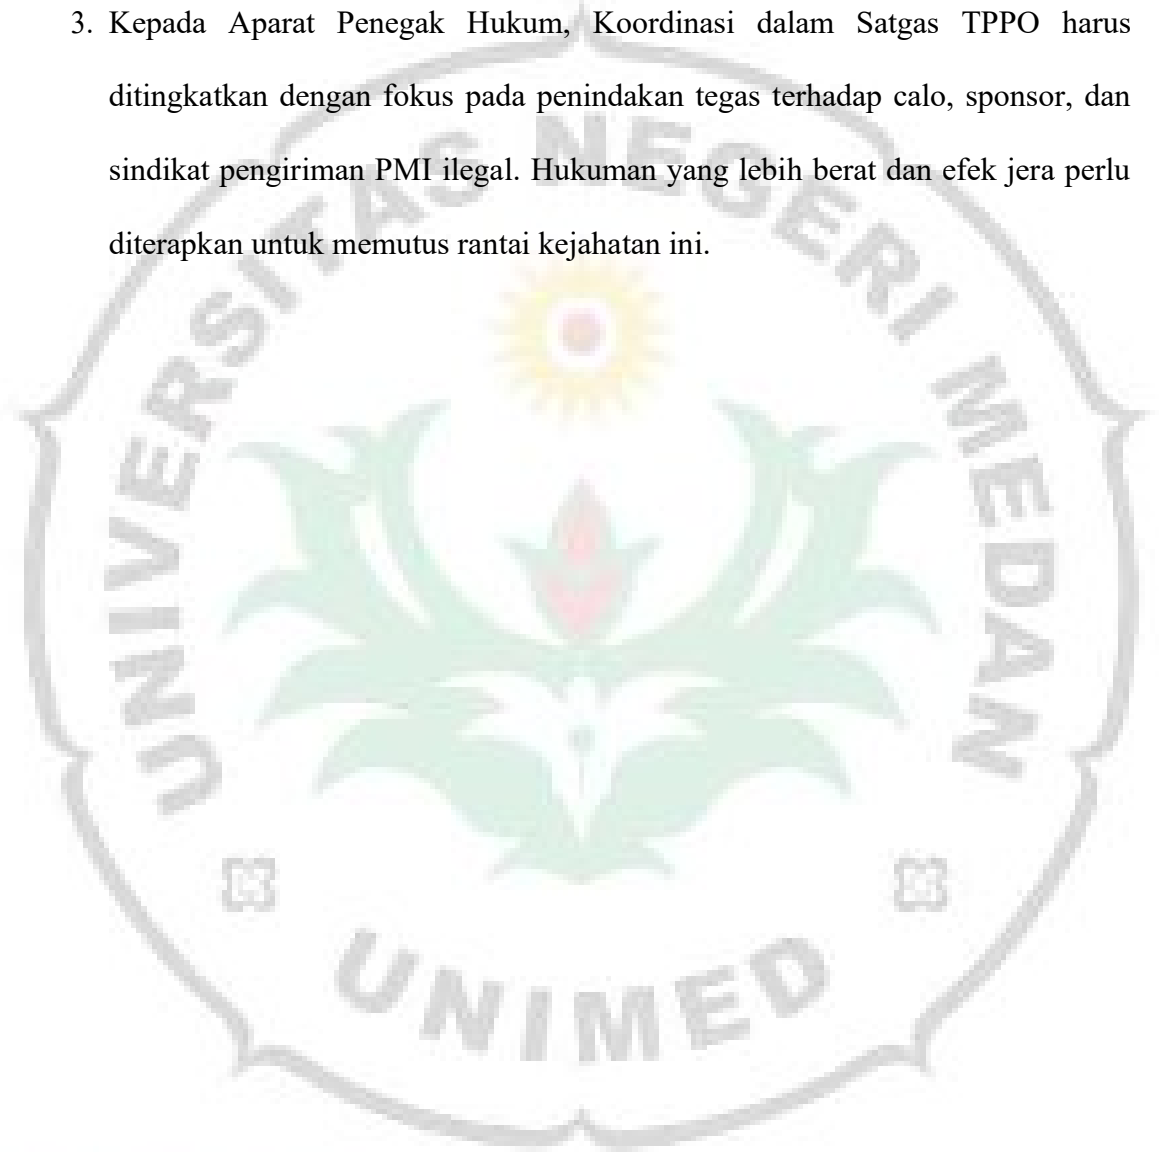 3. Kepada Aparat Penegak Hukum, Koordinasi dalam Satgas TPPO harus
ditingkatkan dengan fokus pada penindakan tegas terhadap calo, sponsor, dan
sindikat pengiriman PMI ilegal. Hukuman yang lebih berat dan efek jera perlu
diterapkan untuk memutus rantai kejahatan ini.
UNIVERSITAS NEGERI MEDAN
UNIMED